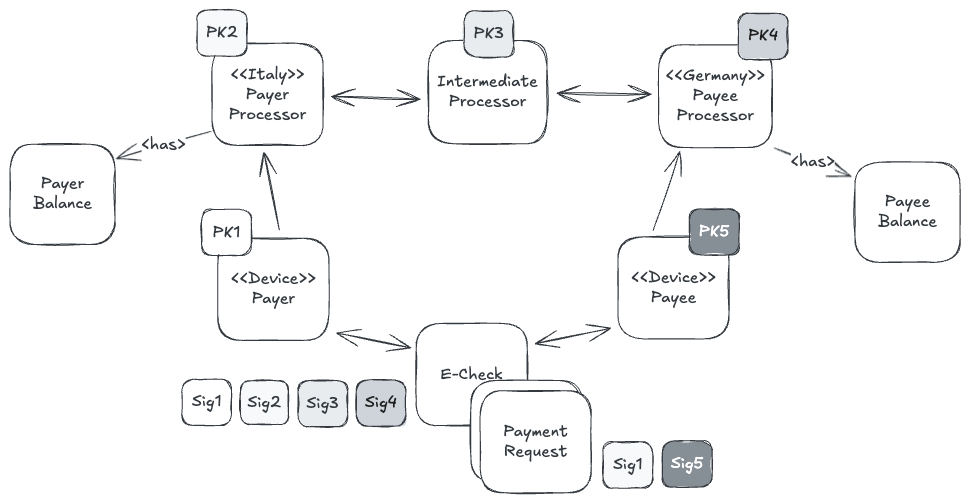 PK2
PK3
PK4
<<Italy>>
Payer
Processor
Intermediate
Processor
<<Germany>>
Payee
Processor
<has>
<has>
Payer
Balance
Payee
Balance
PK1
PK5
<<Device>>
Payer
<<Device>>
Payee
E-Check
Sig1
Sig2
Sig3
Sig4
Payment
Request
Sig1
Sig5